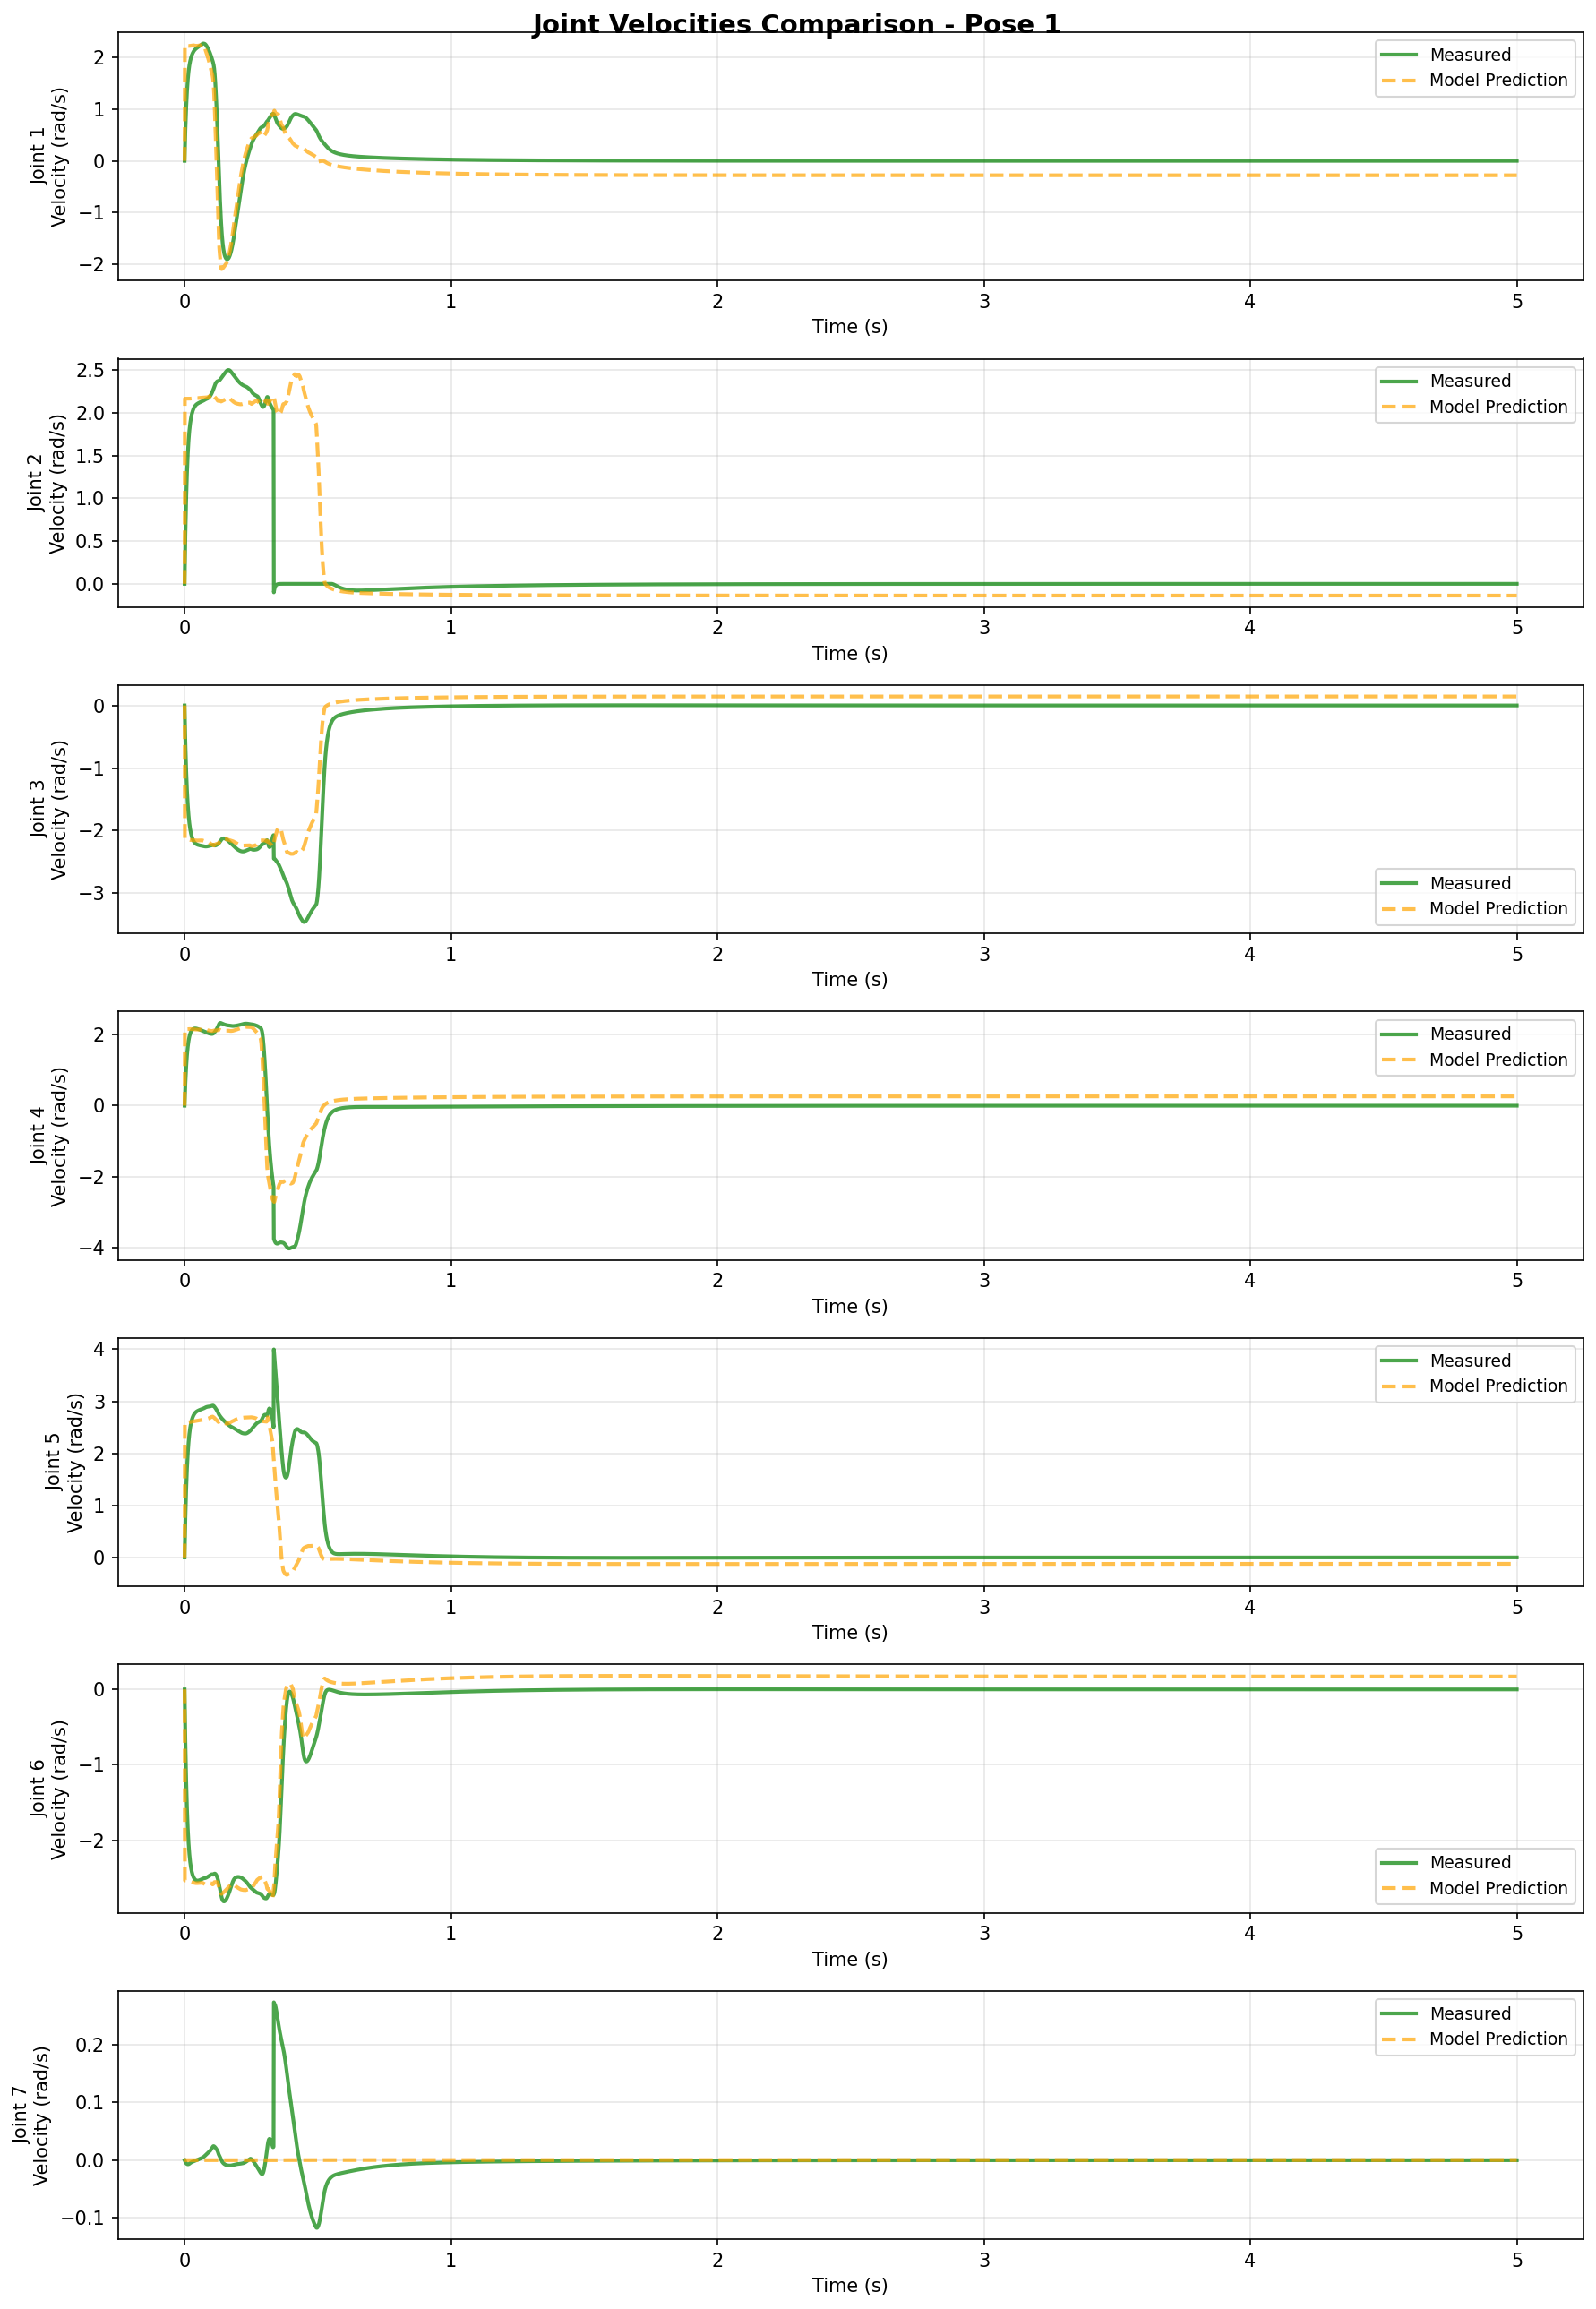 Joint Velocities Comparison - Pose 1
Joint 1
Velocity (rad/s)
2
1
0
−1
−2
Measured
Model Prediction
0 1 2 3 4 5
Time (s)
Joint 2
Velocity (rad/s)
2.5
2.0
1.5
1.0
0.5
0.0
Measured
Model Prediction
0 1 2 3 4 5
Time (s)
Joint 3
Velocity (rad/s)
0
−1
−2
−3
Measured
Model Prediction
0 1 2 3 4 5
Time (s)
Joint 4
Velocity (rad/s)
2
0
−2
−4
Measured
Model Prediction
0 1 2 3 4 5
Time (s)
Joint 5
Velocity (rad/s)
4
3
2
1
0
Measured
Model Prediction
0 1 2 3 4 5
Time (s)
Joint 6
Velocity (rad/s)
0
−1
−2
Measured
Model Prediction
0 1 2 3 4 5
Time (s)
Joint 7
Velocity (rad/s)
0.2
0.1
0.0
−0.1
Measured
Model Prediction
0 1 2 3 4 5
Time (s)